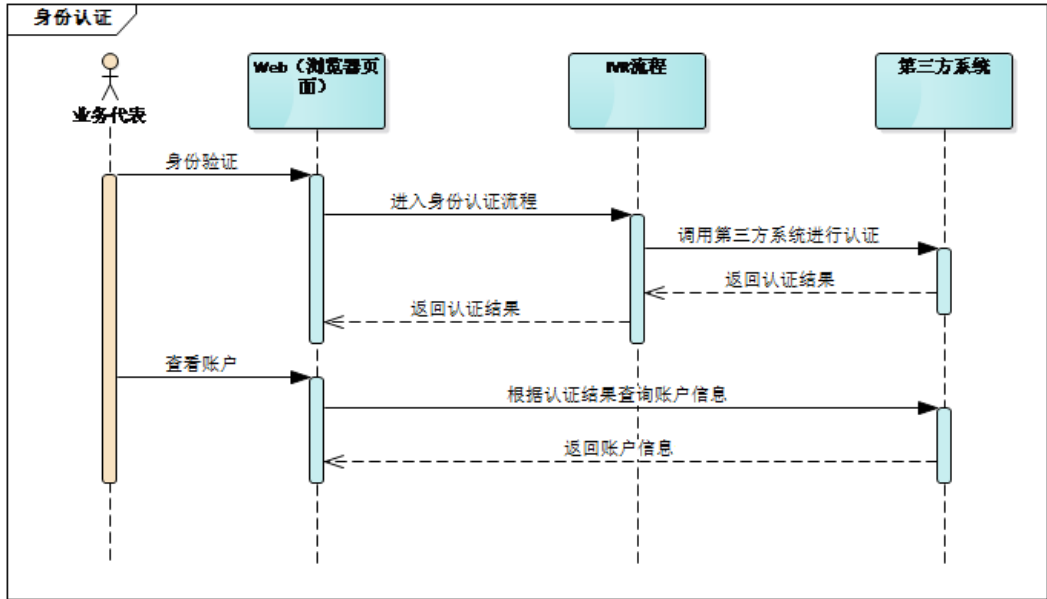 身份认证
Web（浏览器页
面）
IVR流程
第三方系统
业务代表
身份验证
进入身份认证流程
调用第三方系统进行认证
返回认证结果
返回认证结果
查看账户
根据认证结果查询账户信息
返回账户信息